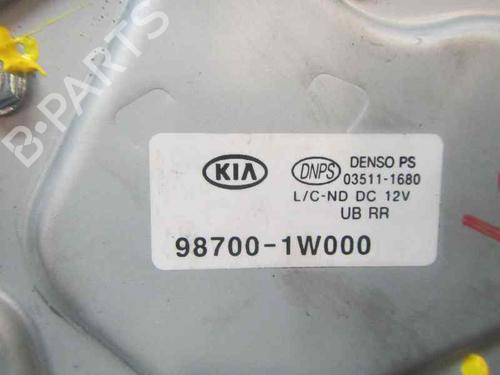 B-PARTS
KIA
DNPS
DENSO PS
03511-1680
L/C-ND DC 12V
UB RR
98700-1W000